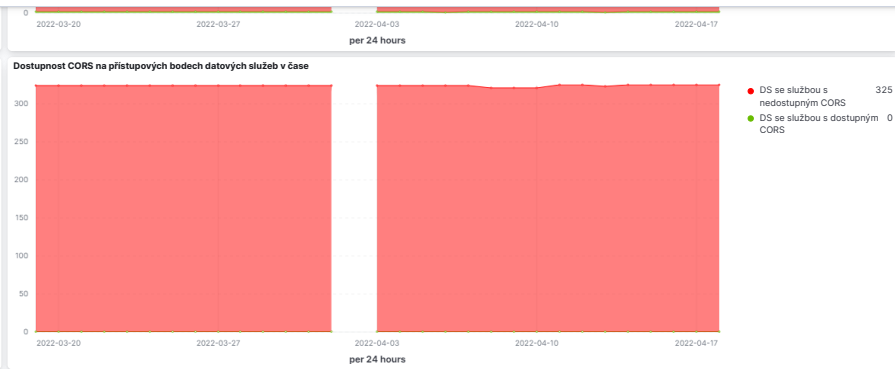 0
2022-03-20 2022-03-27 2022-04-03 2022-04-10 2022-04-17
per 24 hours
Dostupnost CORS na přístupových bodech datových služeb v čase
300
250
200
150
100
50
0
2022-03-20 2022-03-27 2022-04-03 2022-04-10 2022-04-17
per 24 hours
DS se službou s 325
nedostupným CORS
DS se službou s dostupným 0
CORS